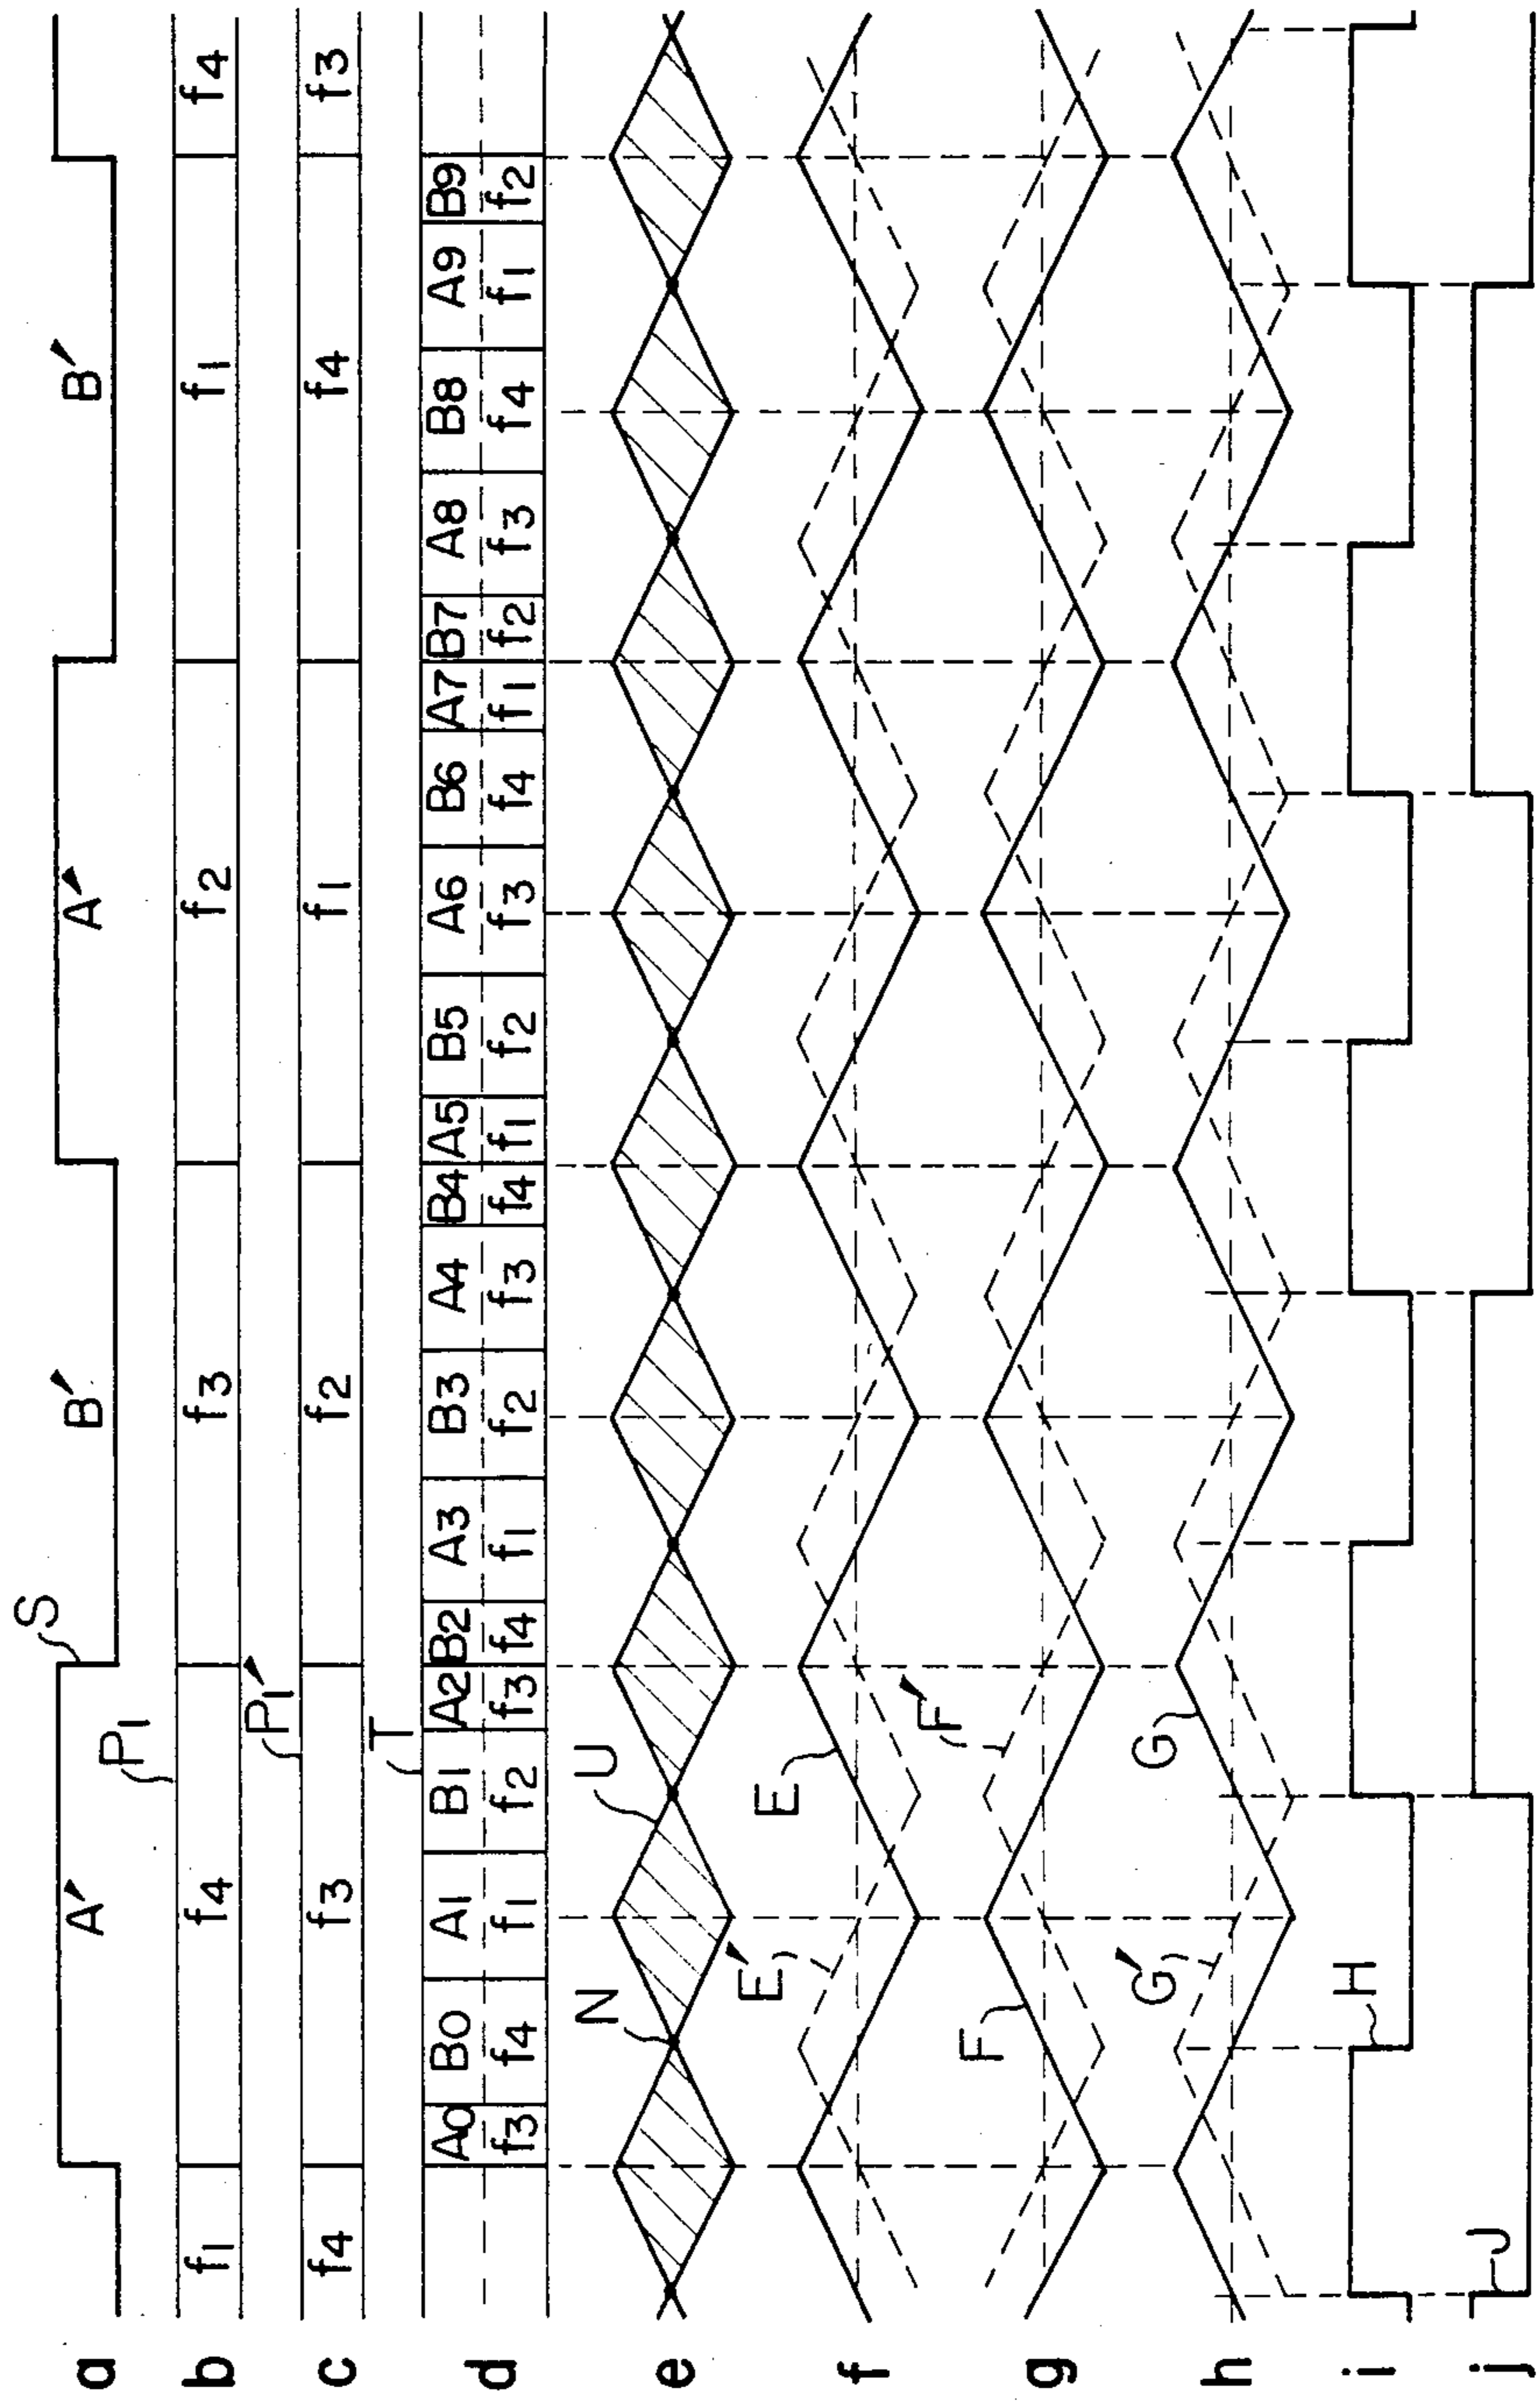 a A' B' A' B' S
b f1 f4 f3 f2 f1 f4 P1
c f4 f3 f2 f1 f4 f3 P1'
T
d A0 B0 A1 B1 A2 B2 A3 B3 A4 B4 A5 B5 A6 B6 A7 B7 A8 B8 A9 B9
f3 f4 f1 f2 f3 f4 f1 f2 f3 f4 f1 f2 f3 f4 f1 f2 f3 f4 f1 f2
e N U
f E' E
g F F'
h G' G
i H
j J